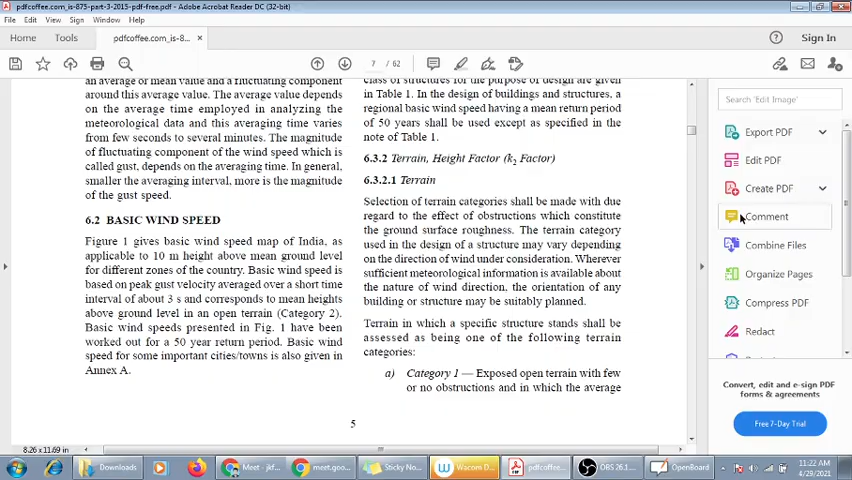 pdfcoffee.com_is-875-part-3-2015-pdf-free.pdf - Adobe Acrobat Reader DC (32-bit)
File Edit View Sign Window Help
Home Tools pdfcoffee.com_is-8... × Sign In
7 / 62
an average or mean value and a fluctuating component
around this average value. The average value depends
on the average time employed in analyzing the
meteorological data and this averaging time varies
from few seconds to several minutes. The magnitude
of fluctuating component of the wind speed which is
called gust, depends on the averaging time. In general,
smaller the averaging interval, more is the magnitude
of the gust speed.
6.2 BASIC WIND SPEED
Figure 1 gives basic wind speed map of India, as
applicable to 10 m height above mean ground level
for different zones of the country. Basic wind speed is
based on peak gust velocity averaged over a short time
interval of about 3 s and corresponds to mean heights
above ground level in an open terrain (Category 2).
Basic wind speeds presented in Fig. 1 have been
worked out for a 50 year return period. Basic wind
speed for some important cities/towns is also given in
Annex A.
class of structures for the purpose of design are given
in Table 1. In the design of buildings and structures, a
regional basic wind speed having a mean return period
of 50 years shall be used except as specified in the
note of Table 1.
6.3.2 Terrain, Height Factor (k2 Factor)
6.3.2.1 Terrain
Selection of terrain categories shall be made with due
regard to the effect of obstructions which constitute
the ground surface roughness. The terrain category
used in the design of a structure may vary depending
on the direction of wind under consideration. Wherever
sufficient meteorological information is available about
the nature of wind direction, the orientation of any
building or structure may be suitably planned.
Terrain in which a specific structure stands shall be
assessed as being one of the following terrain
categories:
a) Category 1 — Exposed open terrain with few
or no obstructions and in which the average
5
Search 'Edit Image'
Export PDF
Edit PDF
Create PDF
Comment
Combine Files
Organize Pages
Compress PDF
Redact
Convert, edit and e-sign PDF
forms & agreements
Free 7-Day Trial
8.26 x 11.69 in
Downloads Meet - jkf... meet.goo... Sticky No... Wacom D... pdfcoffee... OBS 26.1... OpenBoard 11:22 AM
4/29/2021